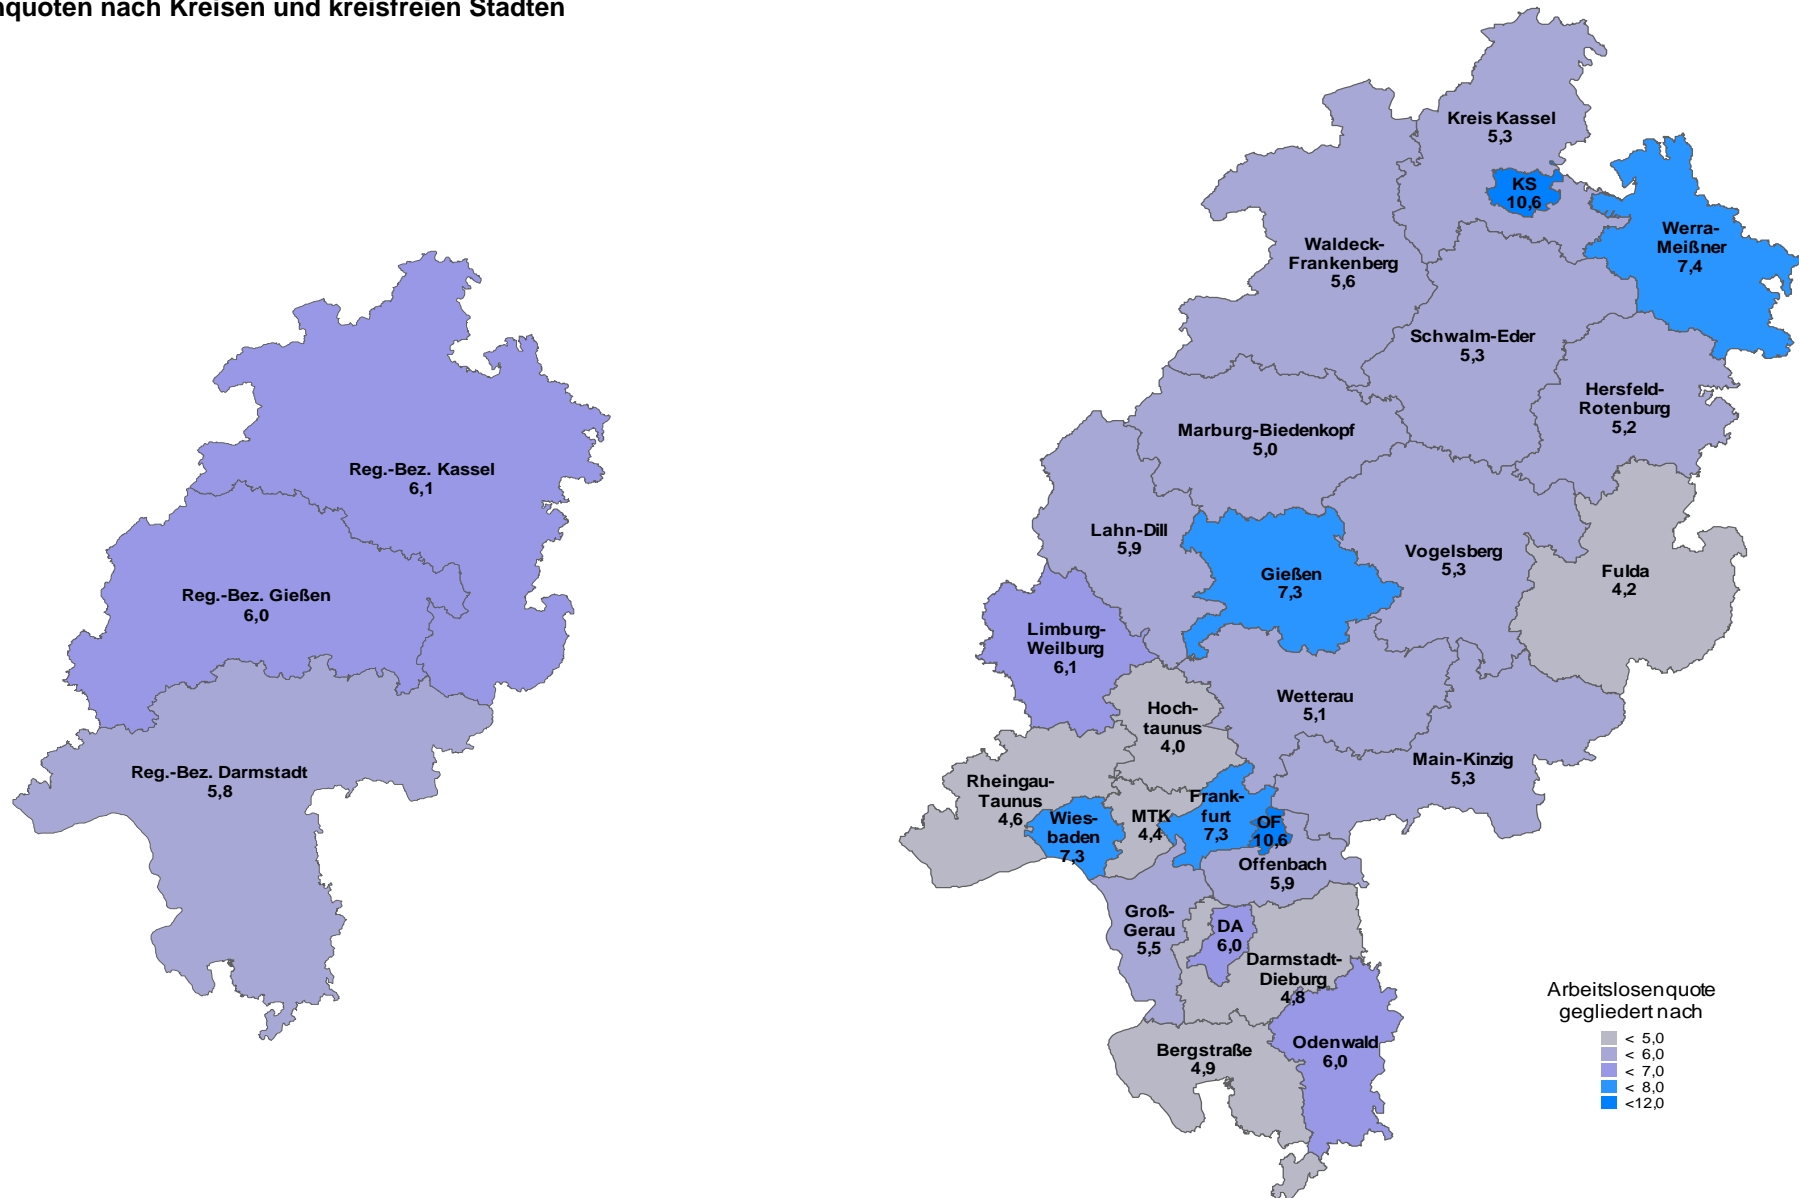 nquoten nach Kreisen und kreisfreien Städten
Reg.-Bez. Kassel
6,1
Reg.-Bez. Gießen
6,0
Reg.-Bez. Darmstadt
5,8
Kreis Kassel
5,3
KS
10,6
Werra-
Meißner
7,4
Waldeck-
Frankenberg
5,6
Schwalm-Eder
5,3
Hersfeld-
Rotenburg
5,2
Marburg-Biedenkopf
5,0
Lahn-Dill
5,9
Gießen
7,3
Vogelsberg
5,3
Fulda
4,2
Limburg-
Weilburg
6,1
Wetterau
5,1
Hoch-
taunus
4,0
Main-Kinzig
5,3
Rheingau-
Taunus
4,6
Wies-
baden
7,3
MTK
4,4
Frank-
furt
7,3
OF
10,6
Offenbach
5,9
Groß-
Gerau
5,5
DA
6,0
Darmstadt-
Dieburg
4,8
Bergstraße
4,9
Odenwald
6,0
Arbeitslosenquote
gegliedert nach
< 5,0
< 6,0
< 7,0
< 8,0
<12,0